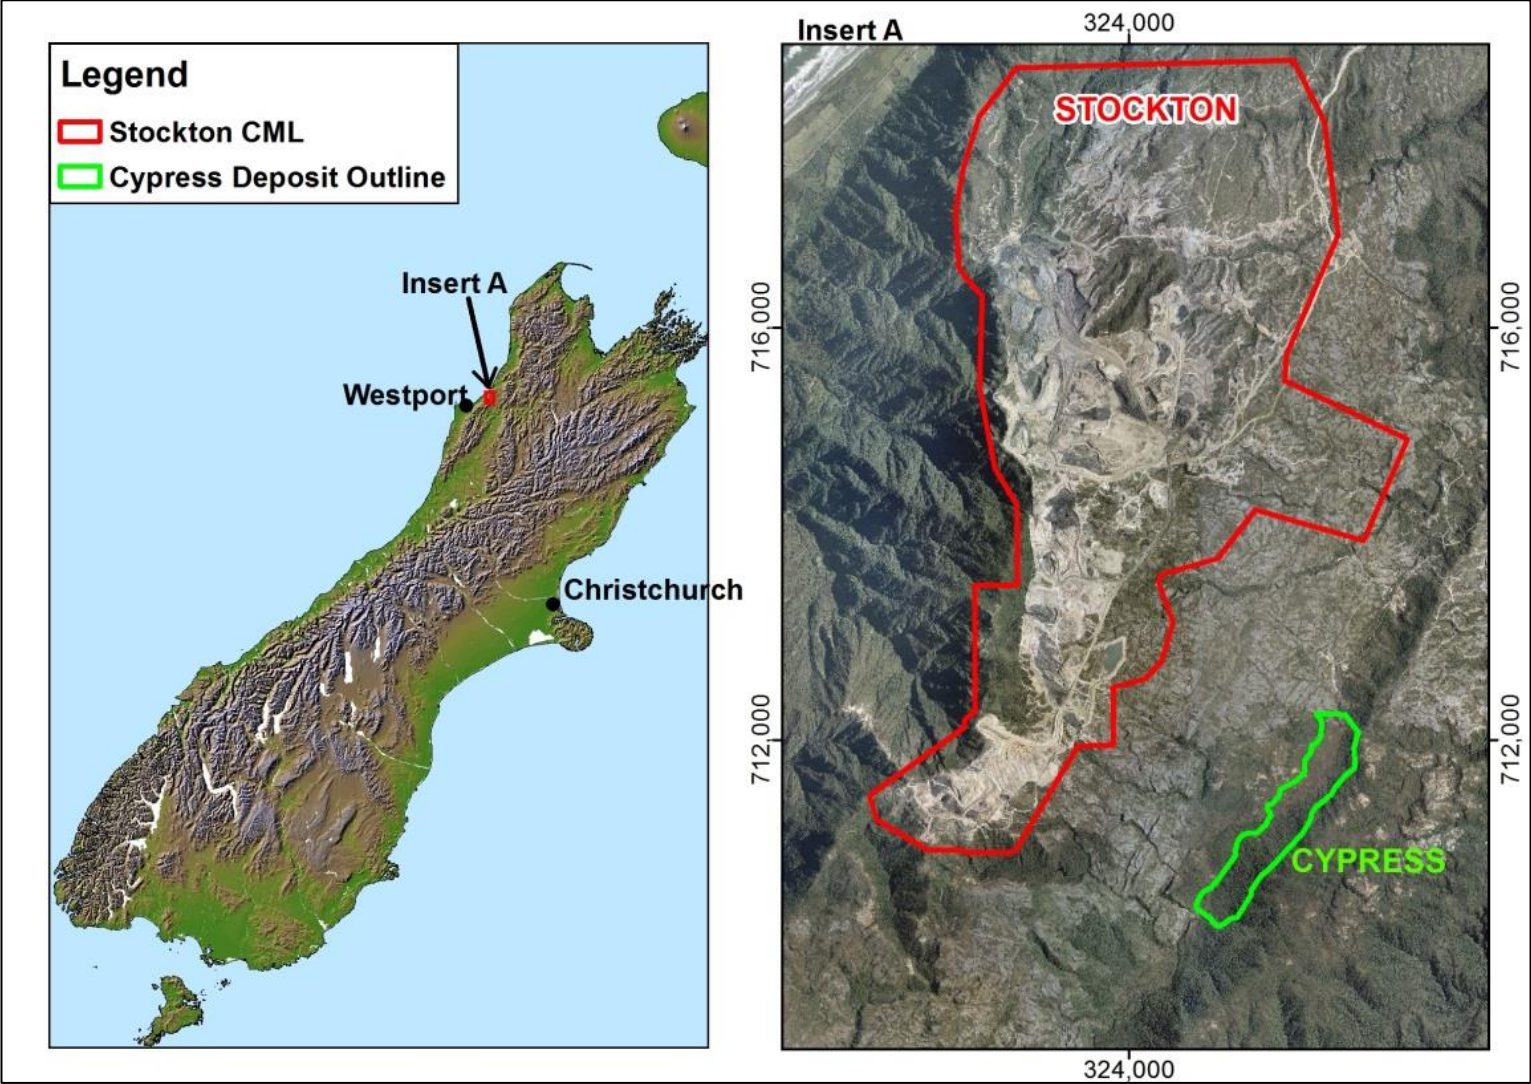 Legend
Stockton CML
Cypress Deposit Outline
Insert A
Westport
Christchurch
Insert A
324,000
STOCKTON
716,000
716,000
712,000
712,000
CYPRESS
324,000